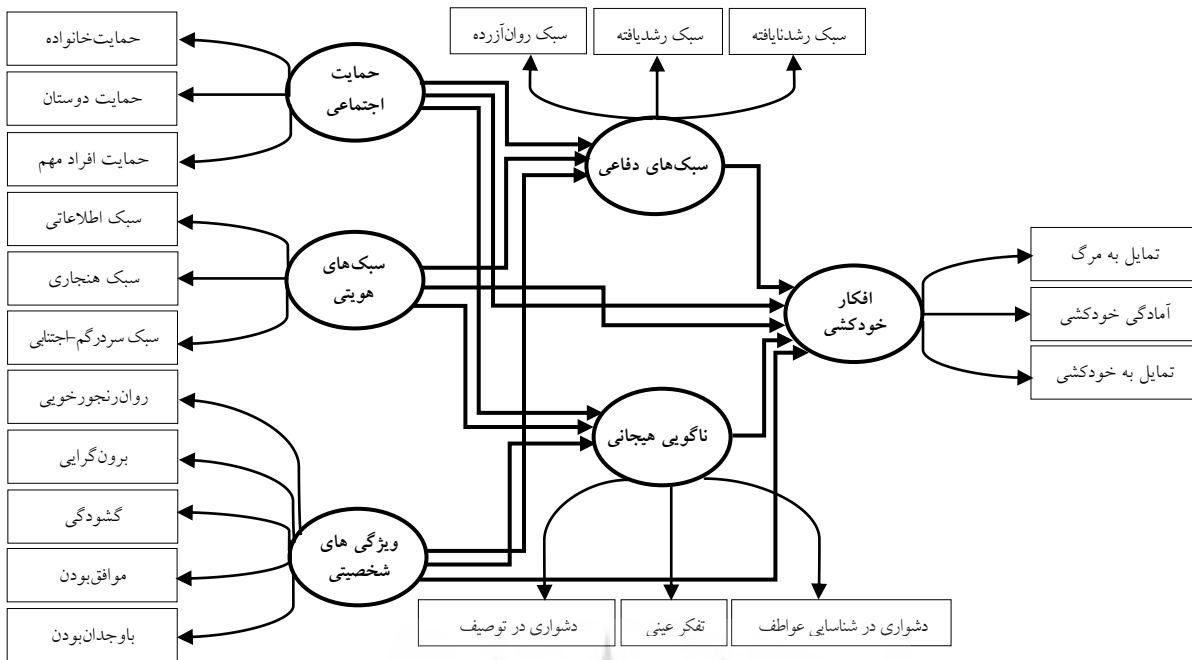 سبک رشدنایافته
سبک رشدیافته
سبک روان‌آزرده
حمایت‌خانواده
حمایت دوستان
حمایت افراد مهم
حمایت
اجتماعی
سبک‌های دفاعی
سبک اطلاعاتی
سبک هنجاری
سبک سردرگم-اجتنابی
سبک‌های
هویتی
افکار
خودکشی
تمایل به مرگ
آمادگی خودکشی
تمایل به خودکشی
روان‌رنجورخویی
برون‌گرایی
گشودگی
موافق‌بودن
باوجدان‌بودن
ویژگی های
شخصیتی
ناگویی هیجانی
دشواری در شناسایی عواطف
تفکر عینی
دشواری در توصیف